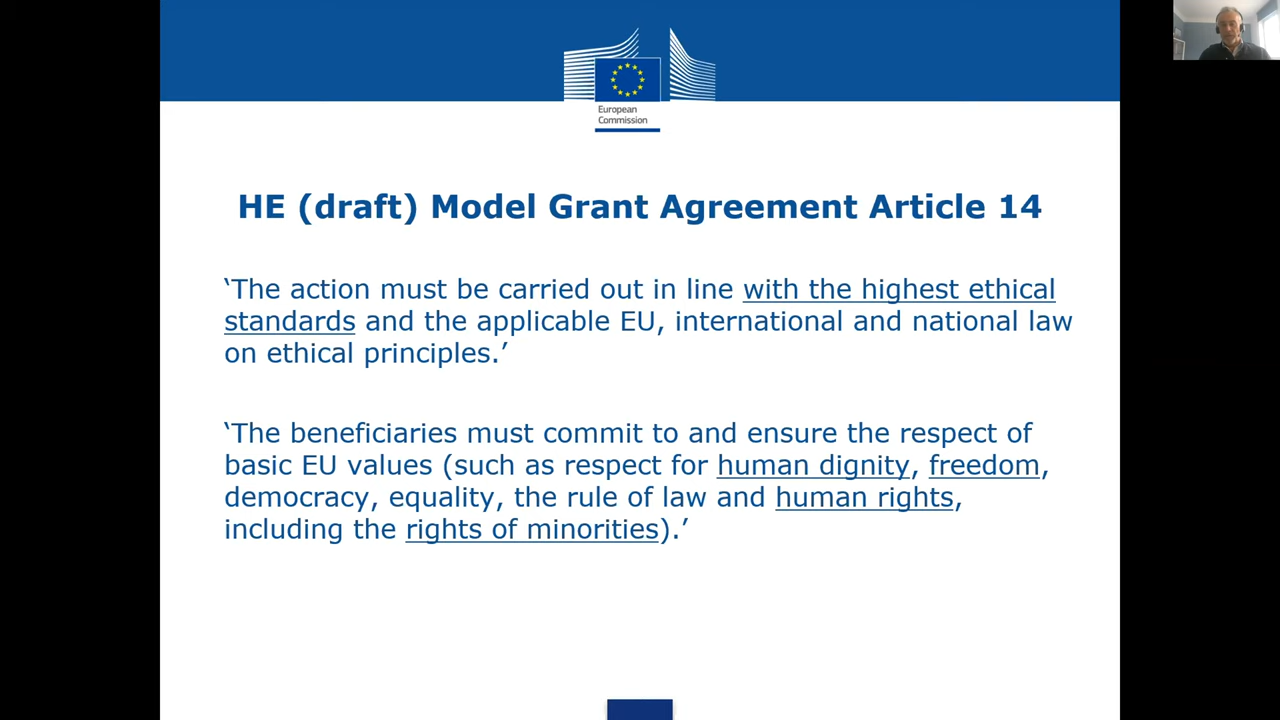 European
Commission
HE (draft) Model Grant Agreement Article 14
‘The action must be carried out in line with the highest ethical
standards and the applicable EU, international and national law
on ethical principles.’
‘The beneficiaries must commit to and ensure the respect of
basic EU values (such as respect for human dignity, freedom,
democracy, equality, the rule of law and human rights,
including the rights of minorities).’